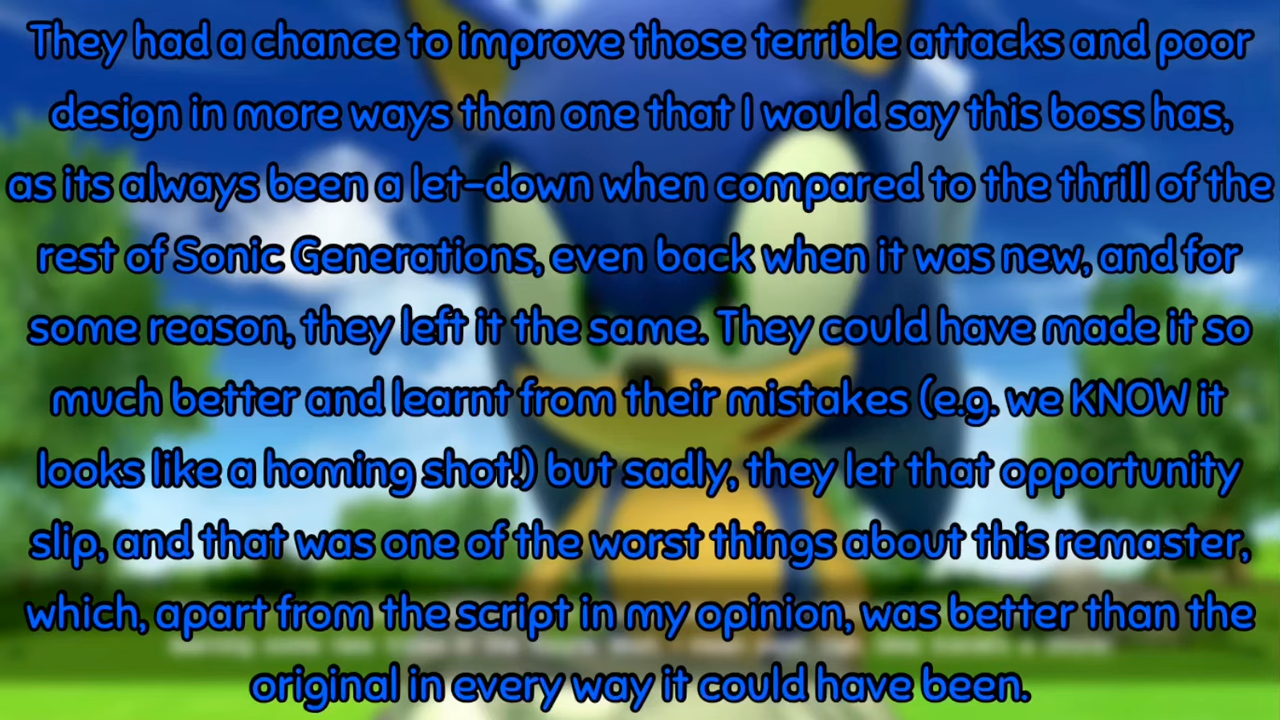 They had a chance to improve those terrible attacks and poor
design in more ways than one that I would say this boss has,
as its always been a let-down when compared to the thrill of the
rest of Sonic Generations, even back when it was new, and for
some reason, they left it the same. They could have made it so
much better and learnt from their mistakes (e.g. we KNOW it
looks like a homing shot!) but sadly, they let that opportunity
slip, and that was one of the worst things about this remaster,
which, apart from the script in my opinion, was better than the
original in every way it could have been.